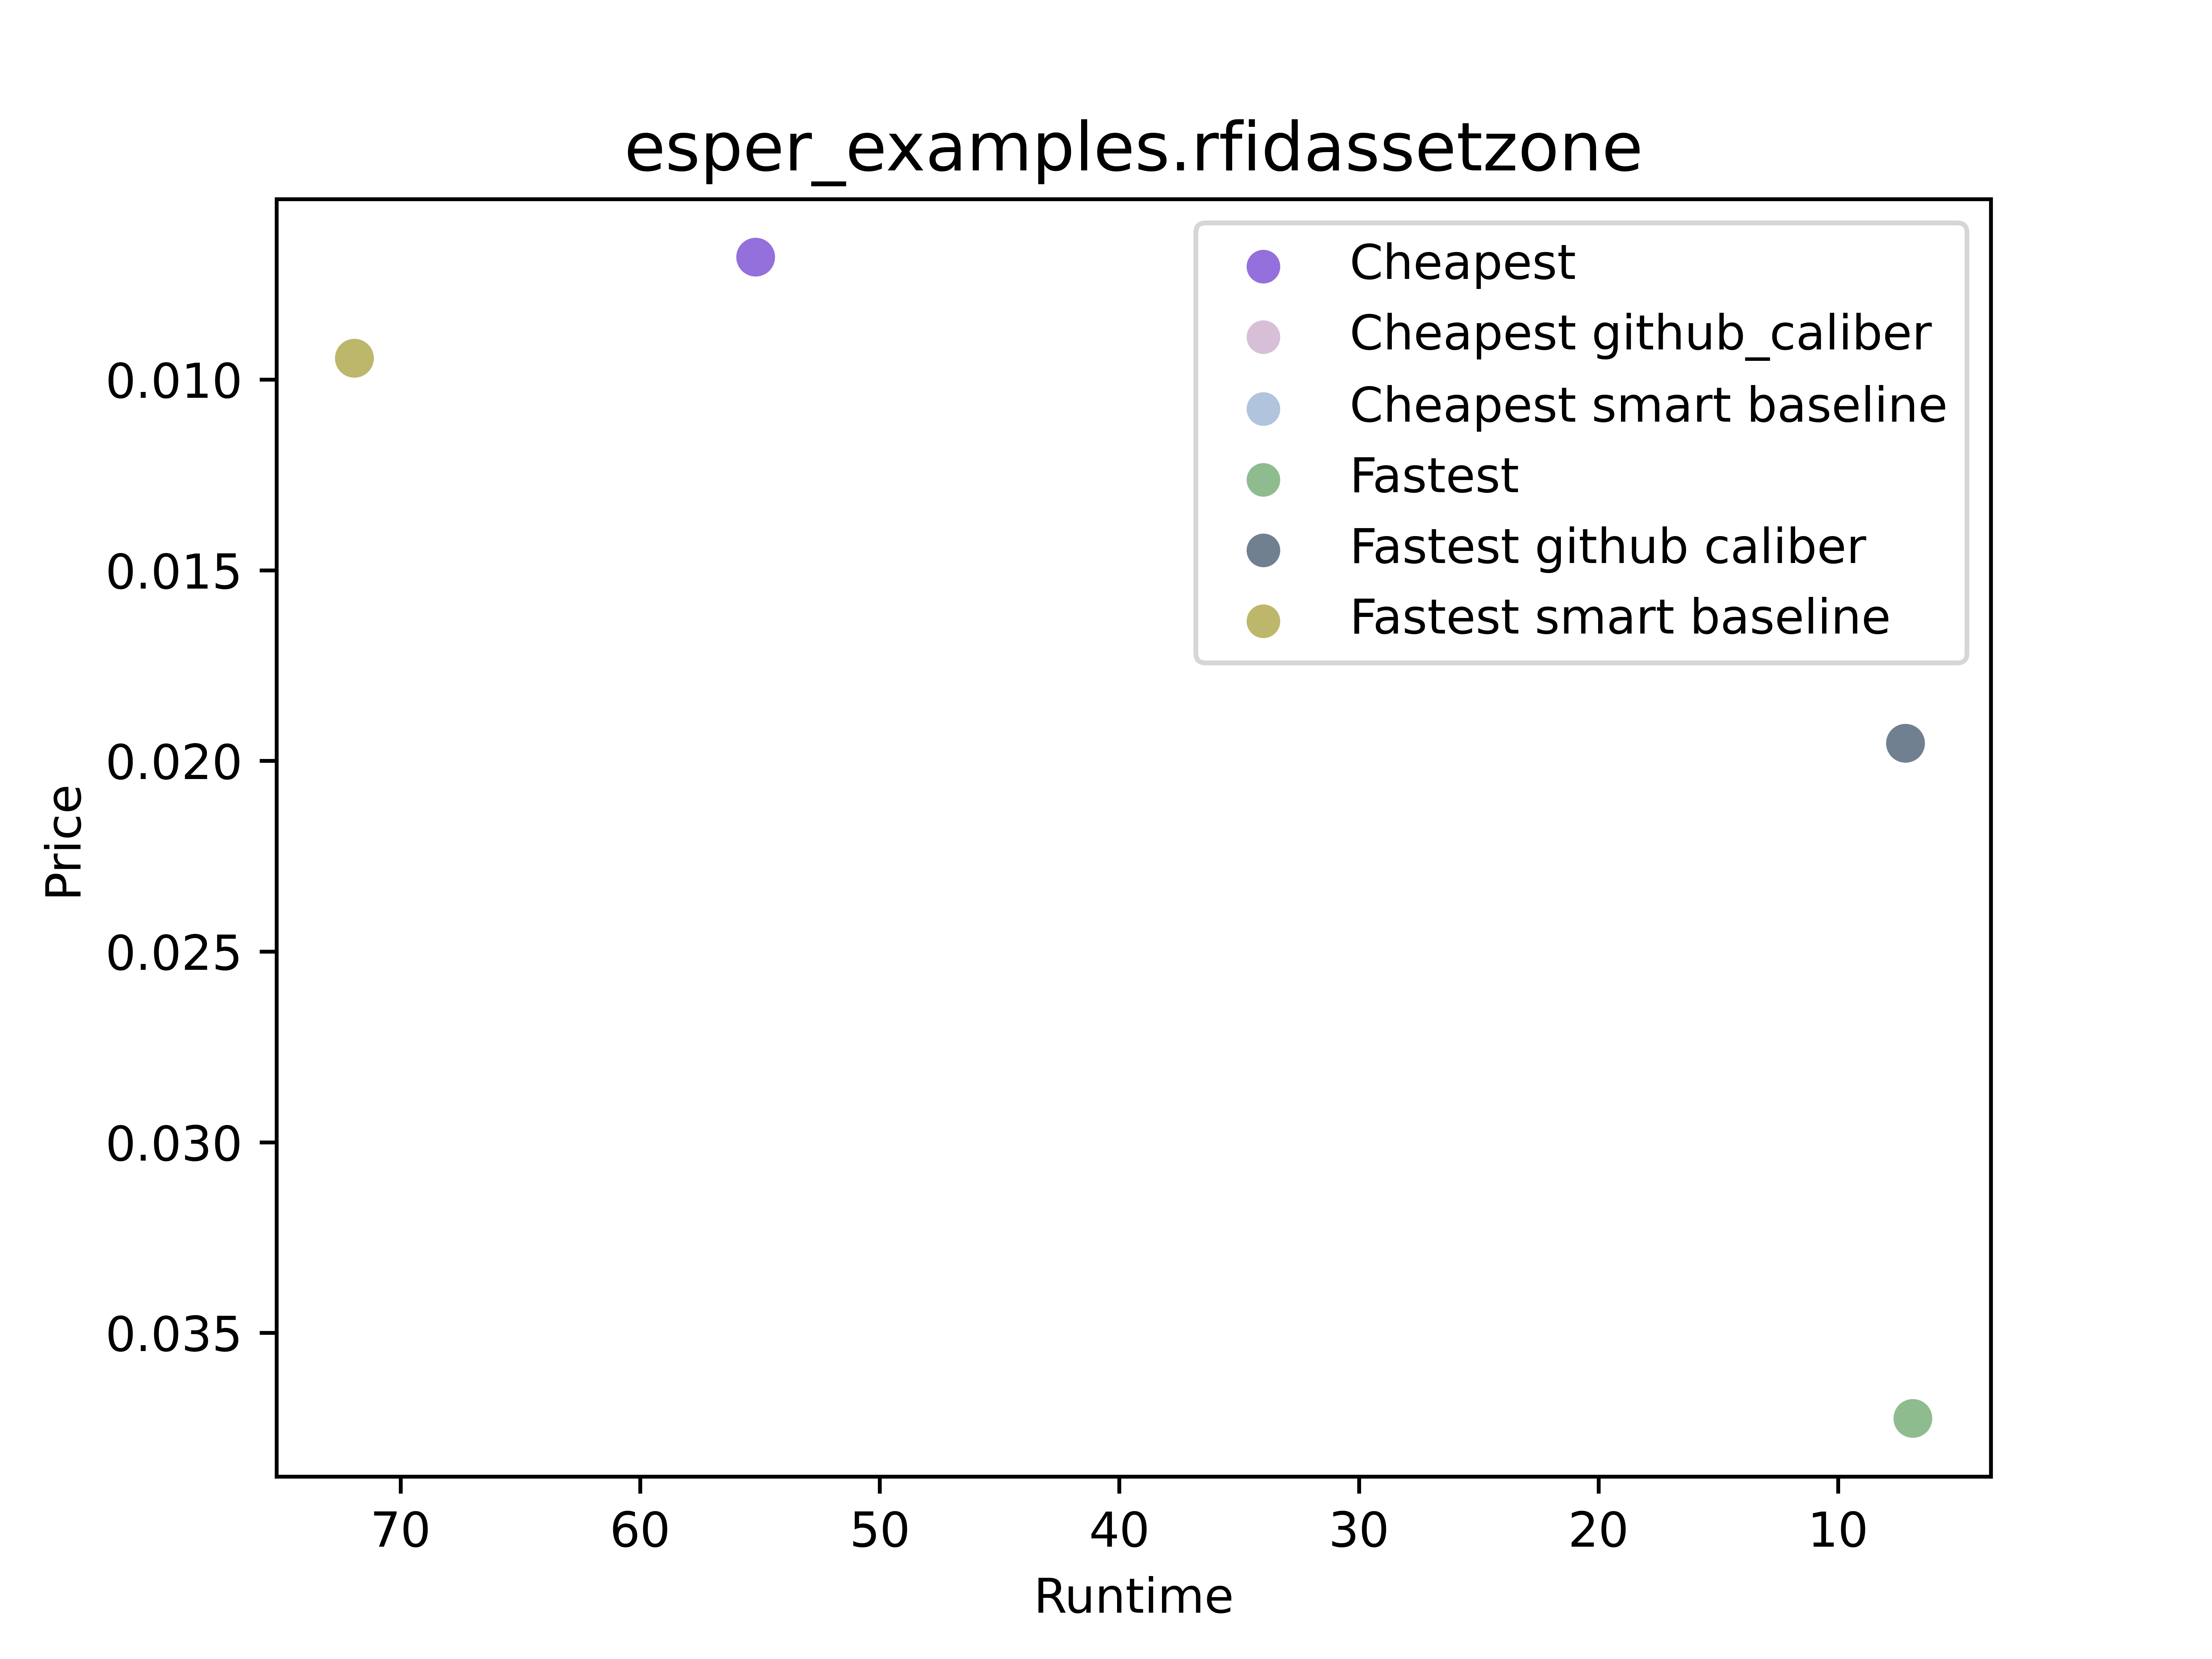 esper_examples.rfidassetzone
Cheapest
Cheapest github_caliber
Cheapest smart baseline
Fastest
Fastest github caliber
Fastest smart baseline
0.010
0.015
0.020
0.025
0.030
0.035
Price
70 60 50 40 30 20 10
Runtime